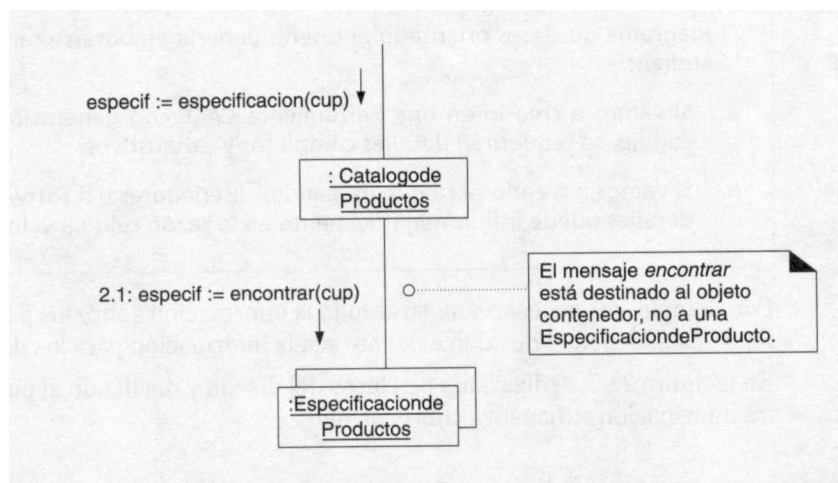 especif := especificacion(cup)
: Catalogode
Productos
2.1: especif := encontrar(cup)
El mensaje encontrar
está destinado al objeto
contenedor, no a una
EspecificaciondeProducto.
:Especificacionde
Productos